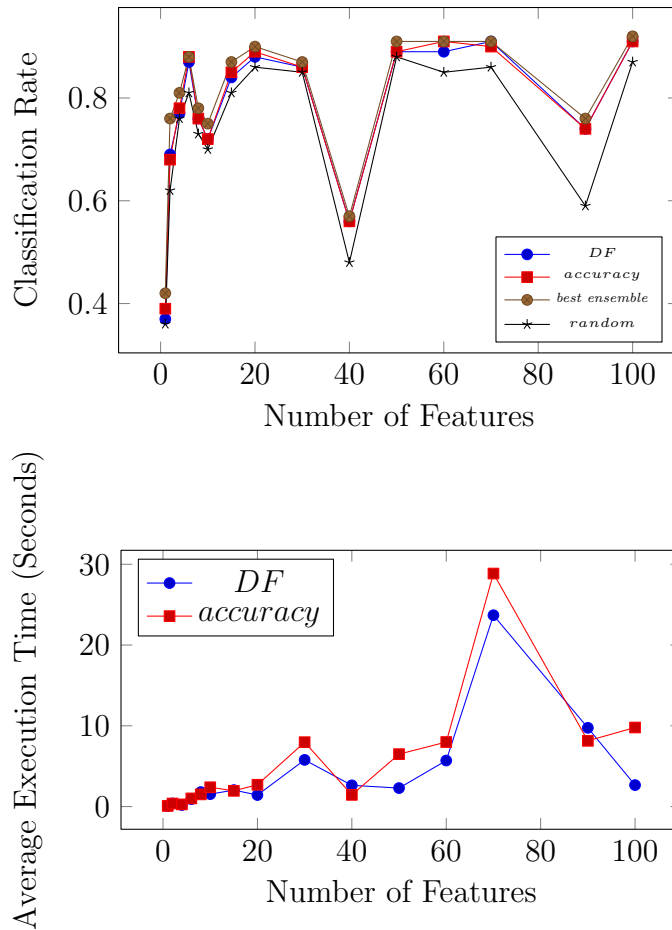 Classification Rate
0.8
0.6
0.4
DF
accuracy
best ensemble
random
0 20 40 60 80 100
Number of Features
Average Execution Time (Seconds)
30
20
10
0
DF
accuracy
0 20 40 60 80 100
Number of Features